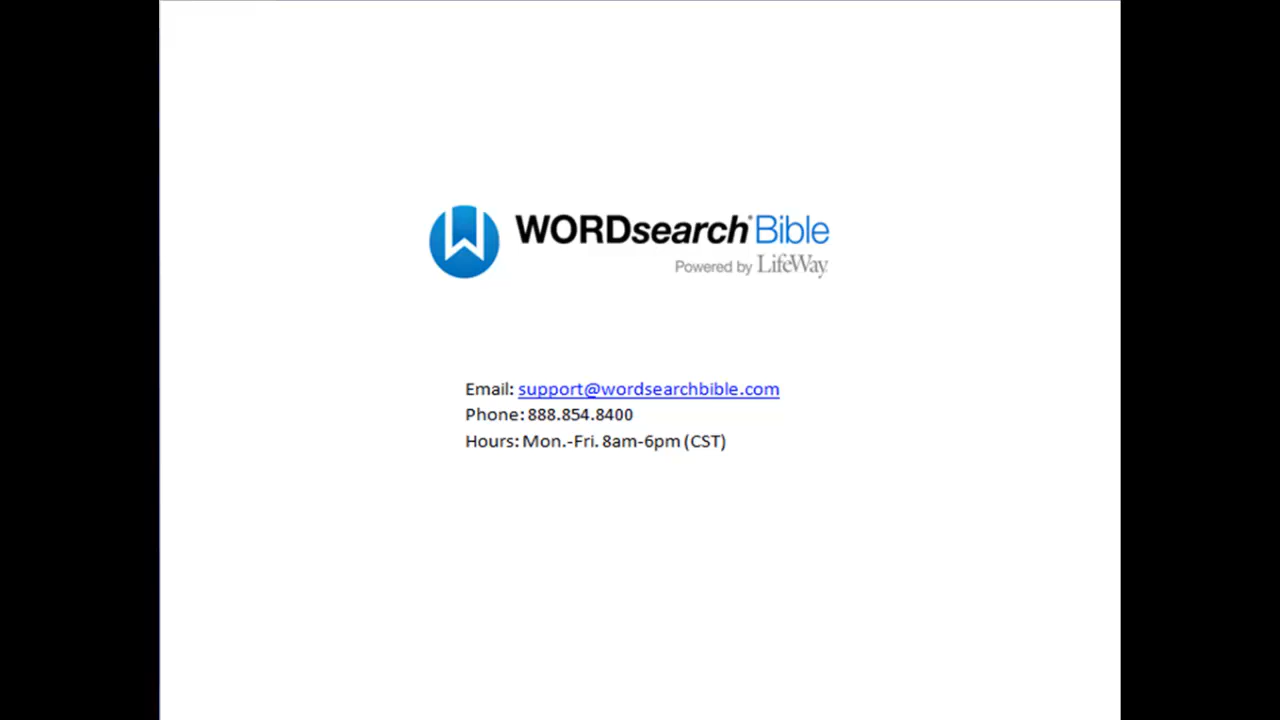 WORDsearch® Bible
Powered by LifeWay
Email: support@wordsearchbible.com
Phone: 888.854.8400
Hours: Mon.-Fri. 8am-6pm (CST)